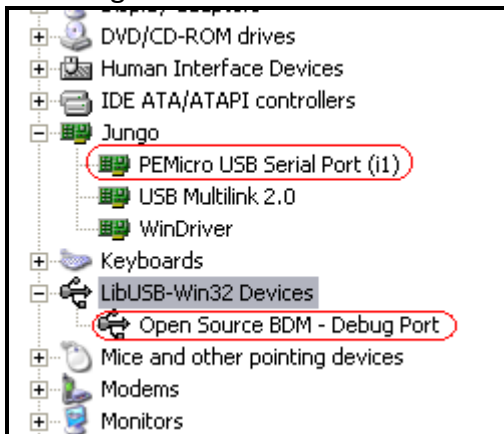 Display adapters
DVD/CD-ROM drives
Human Interface Devices
IDE ATA/ATAPI controllers
Jungo
PEMicro USB Serial Port (i1)
USB Multilink 2.0
WinDriver
Keyboards
LibUSB-Win32 Devices
Open Source BDM - Debug Port
Mice and other pointing devices
Modems
Monitors